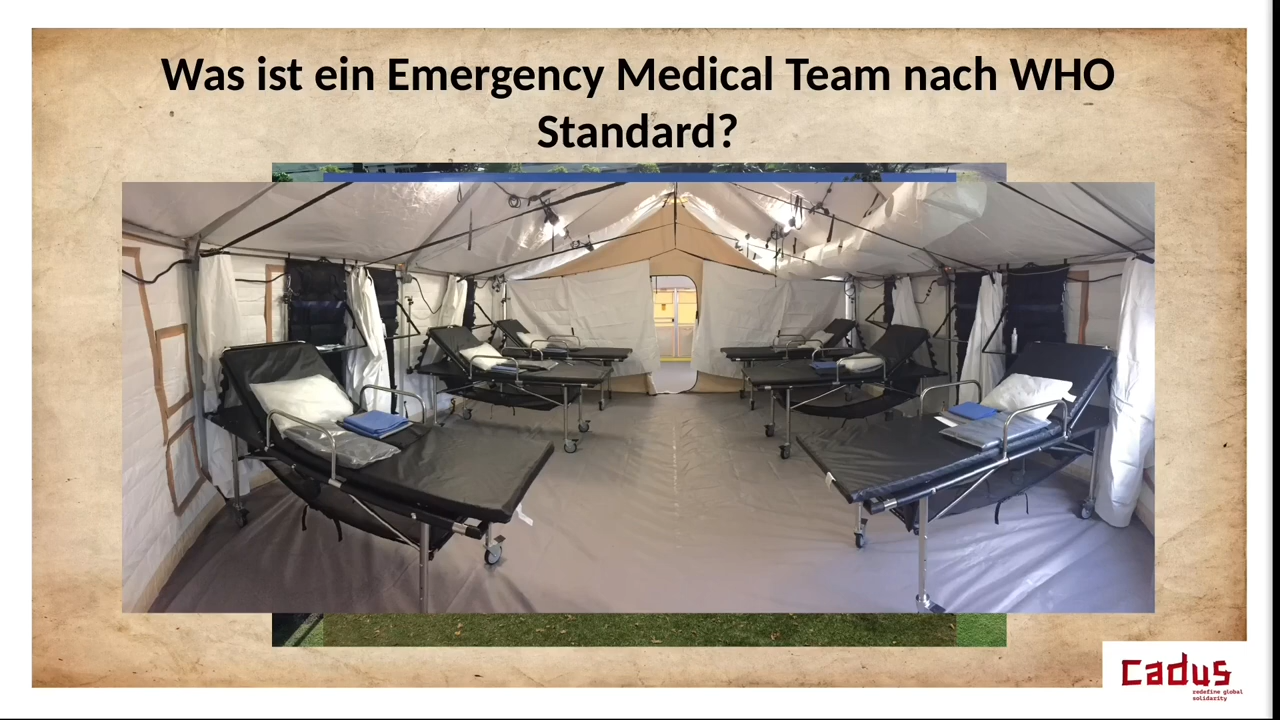 Was ist ein Emergency Medical Team nach WHO
Standard?
cadus
redefine global
solidarity